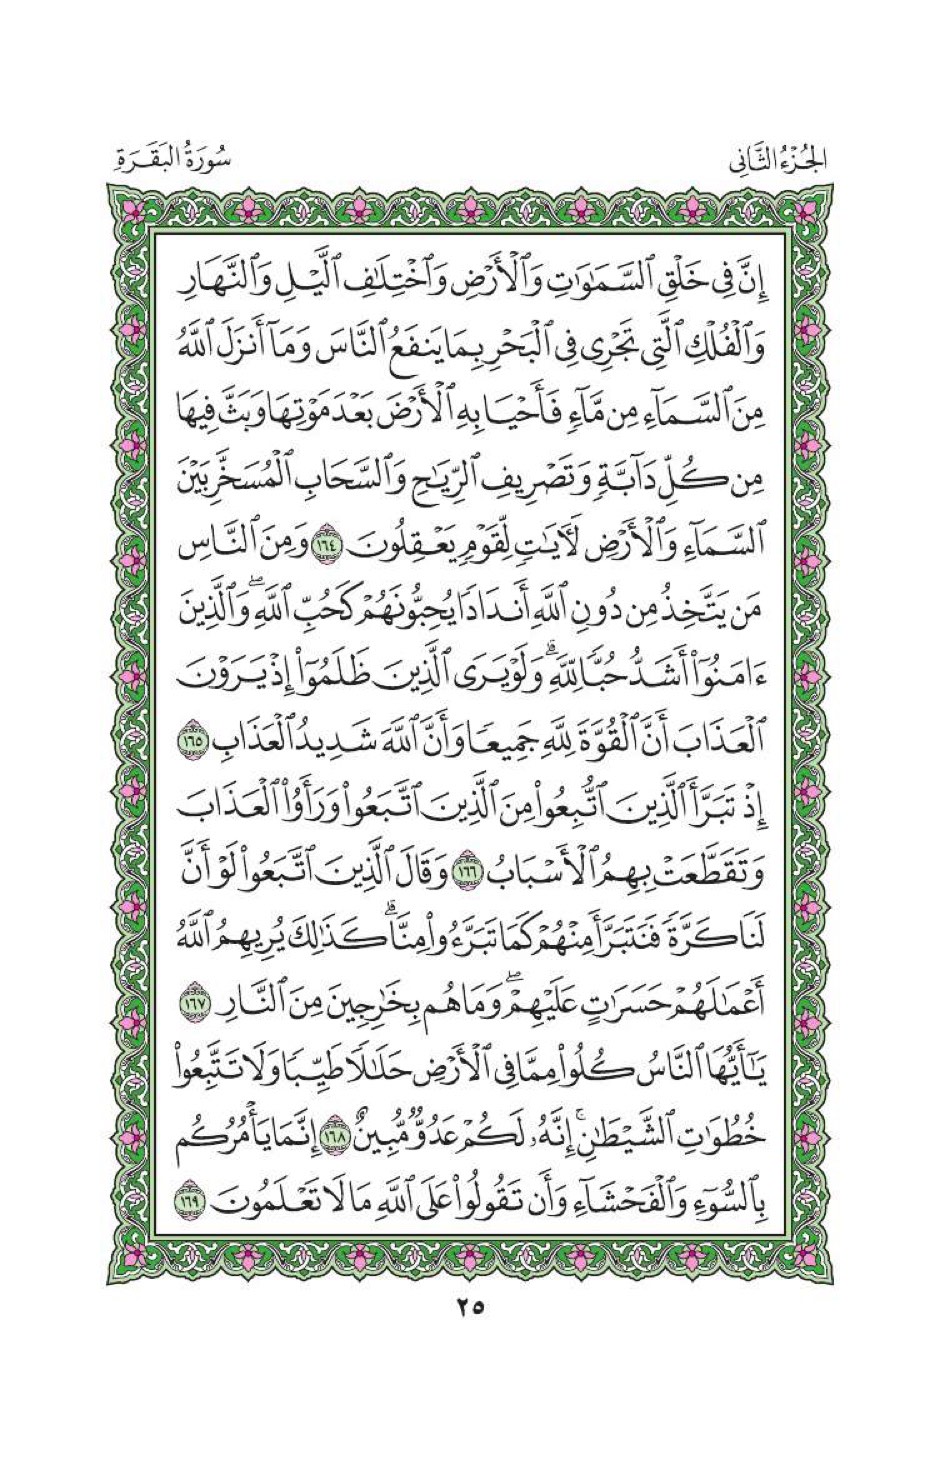 الجُزْءُ الثَّانِي
سُورَةُ البَقَرَةِ
إِنَّ فِي خَلْقِ ٱلسَّمَٰوَٰتِ وَٱلْأَرْضِ وَٱخْتِلَٰفِ ٱلَّيْلِ وَٱلنَّهَارِ
وَٱلْفُلْكِ ٱلَّتِي تَجْرِي فِي ٱلْبَحْرِ بِمَا يَنفَعُ ٱلنَّاسَ وَمَآ أَنزَلَ ٱللَّهُ
مِنَ ٱلسَّمَآءِ مِن مَّآءٍ فَأَحْيَا بِهِ ٱلْأَرْضَ بَعْدَ مَوْتِهَا وَبَثَّ فِيهَا
مِن كُلِّ دَآبَّةٍ وَتَصْرِيفِ ٱلرِّيَٰحِ وَٱلسَّحَابِ ٱلْمُسَخَّرِ بَيْنَ
ٱلسَّمَآءِ وَٱلْأَرْضِ لَأٓيَٰتٍ لِّقَوْمٍ يَعْقِلُونَ ١٦٤ وَمِنَ ٱلنَّاسِ
مَن يَتَّخِذُ مِن دُونِ ٱللَّهِ أَندَادًا يُحِبُّونَهُمْ كَحُبِّ ٱللَّهِۖ وَٱلَّذِينَ
ءَامَنُوٓا۟ أَشَدُّ حُبًّا لِّلَّهِۗ وَلَوْ يَرَى ٱلَّذِينَ ظَلَمُوٓا۟ إِذْ يَرَوْنَ
ٱلْعَذَابَ أَنَّ ٱلْقُوَّةَ لِلَّهِ جَمِيعًا وَأَنَّ ٱللَّهَ شَدِيدُ ٱلْعَذَابِ ١٦٥
إِذْ تَبَرَّأَ ٱلَّذِينَ ٱتُّبِعُوا۟ مِنَ ٱلَّذِينَ ٱتَّبَعُوا۟ وَرَأَوُا۟ ٱلْعَذَابَ
وَتَقَطَّعَتْ بِهِمُ ٱلْأَسْبَابُ ١٦٦ وَقَالَ ٱلَّذِينَ ٱتَّبَعُوا۟ لَوْ أَنَّ
لَنَا كَرَّةً فَنَتَبَرَّأَ مِنْهُمْ كَمَا تَبَرَّءُوا۟ مِنَّاۗ كَذَٰلِكَ يُرِيهِمُ ٱللَّهُ
أَعْمَٰلَهُمْ حَسَرَٰتٍ عَلَيْهِمْۖ وَمَا هُم بِخَٰرِجِينَ مِنَ ٱلنَّارِ ١٦٧
يَٰٓأَيُّهَا ٱلنَّاسُ كُلُوا۟ مِمَّا فِي ٱلْأَرْضِ حَلَٰلًا طَيِّبًا وَلَا تَتَّبِعُوا۟
خُطُوَٰتِ ٱلشَّيْطَٰنِۚ إِنَّهُۥ لَكُمْ عَدُوٌّ مُّبِينٌ ١٦٨ إِنَّمَا يَأْمُرُكُم
بِٱلسُّوٓءِ وَٱلْفَحْشَآءِ وَأَن تَقُولُوا۟ عَلَى ٱللَّهِ مَا لَا تَعْلَمُونَ ١٦٩
٢٥